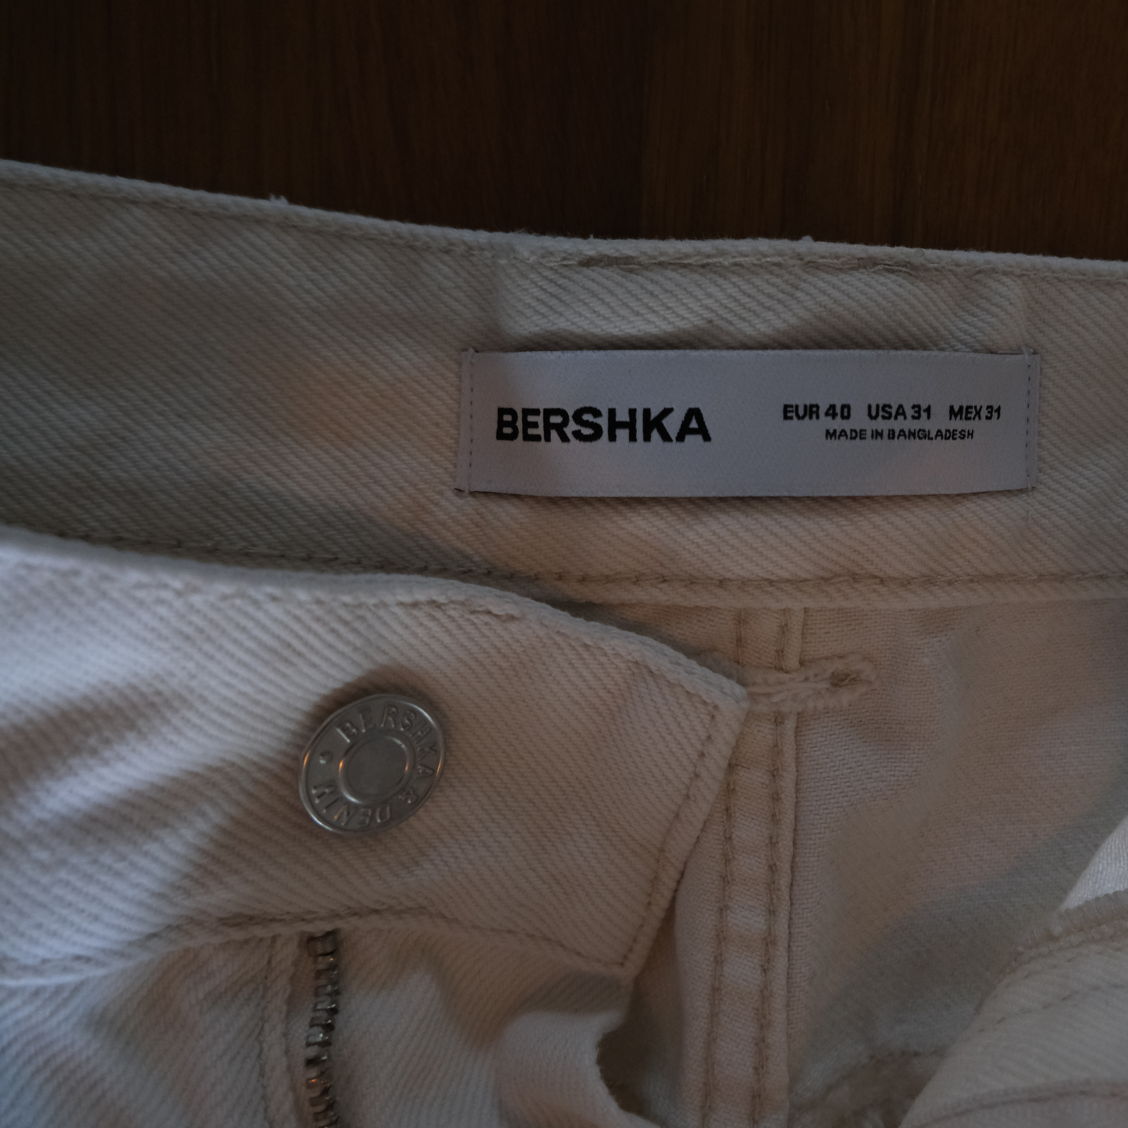 BERSHKA
EUR 40 USA 31 MEX 31
MADE IN BANGLADESH
BERSHKA & DENIM